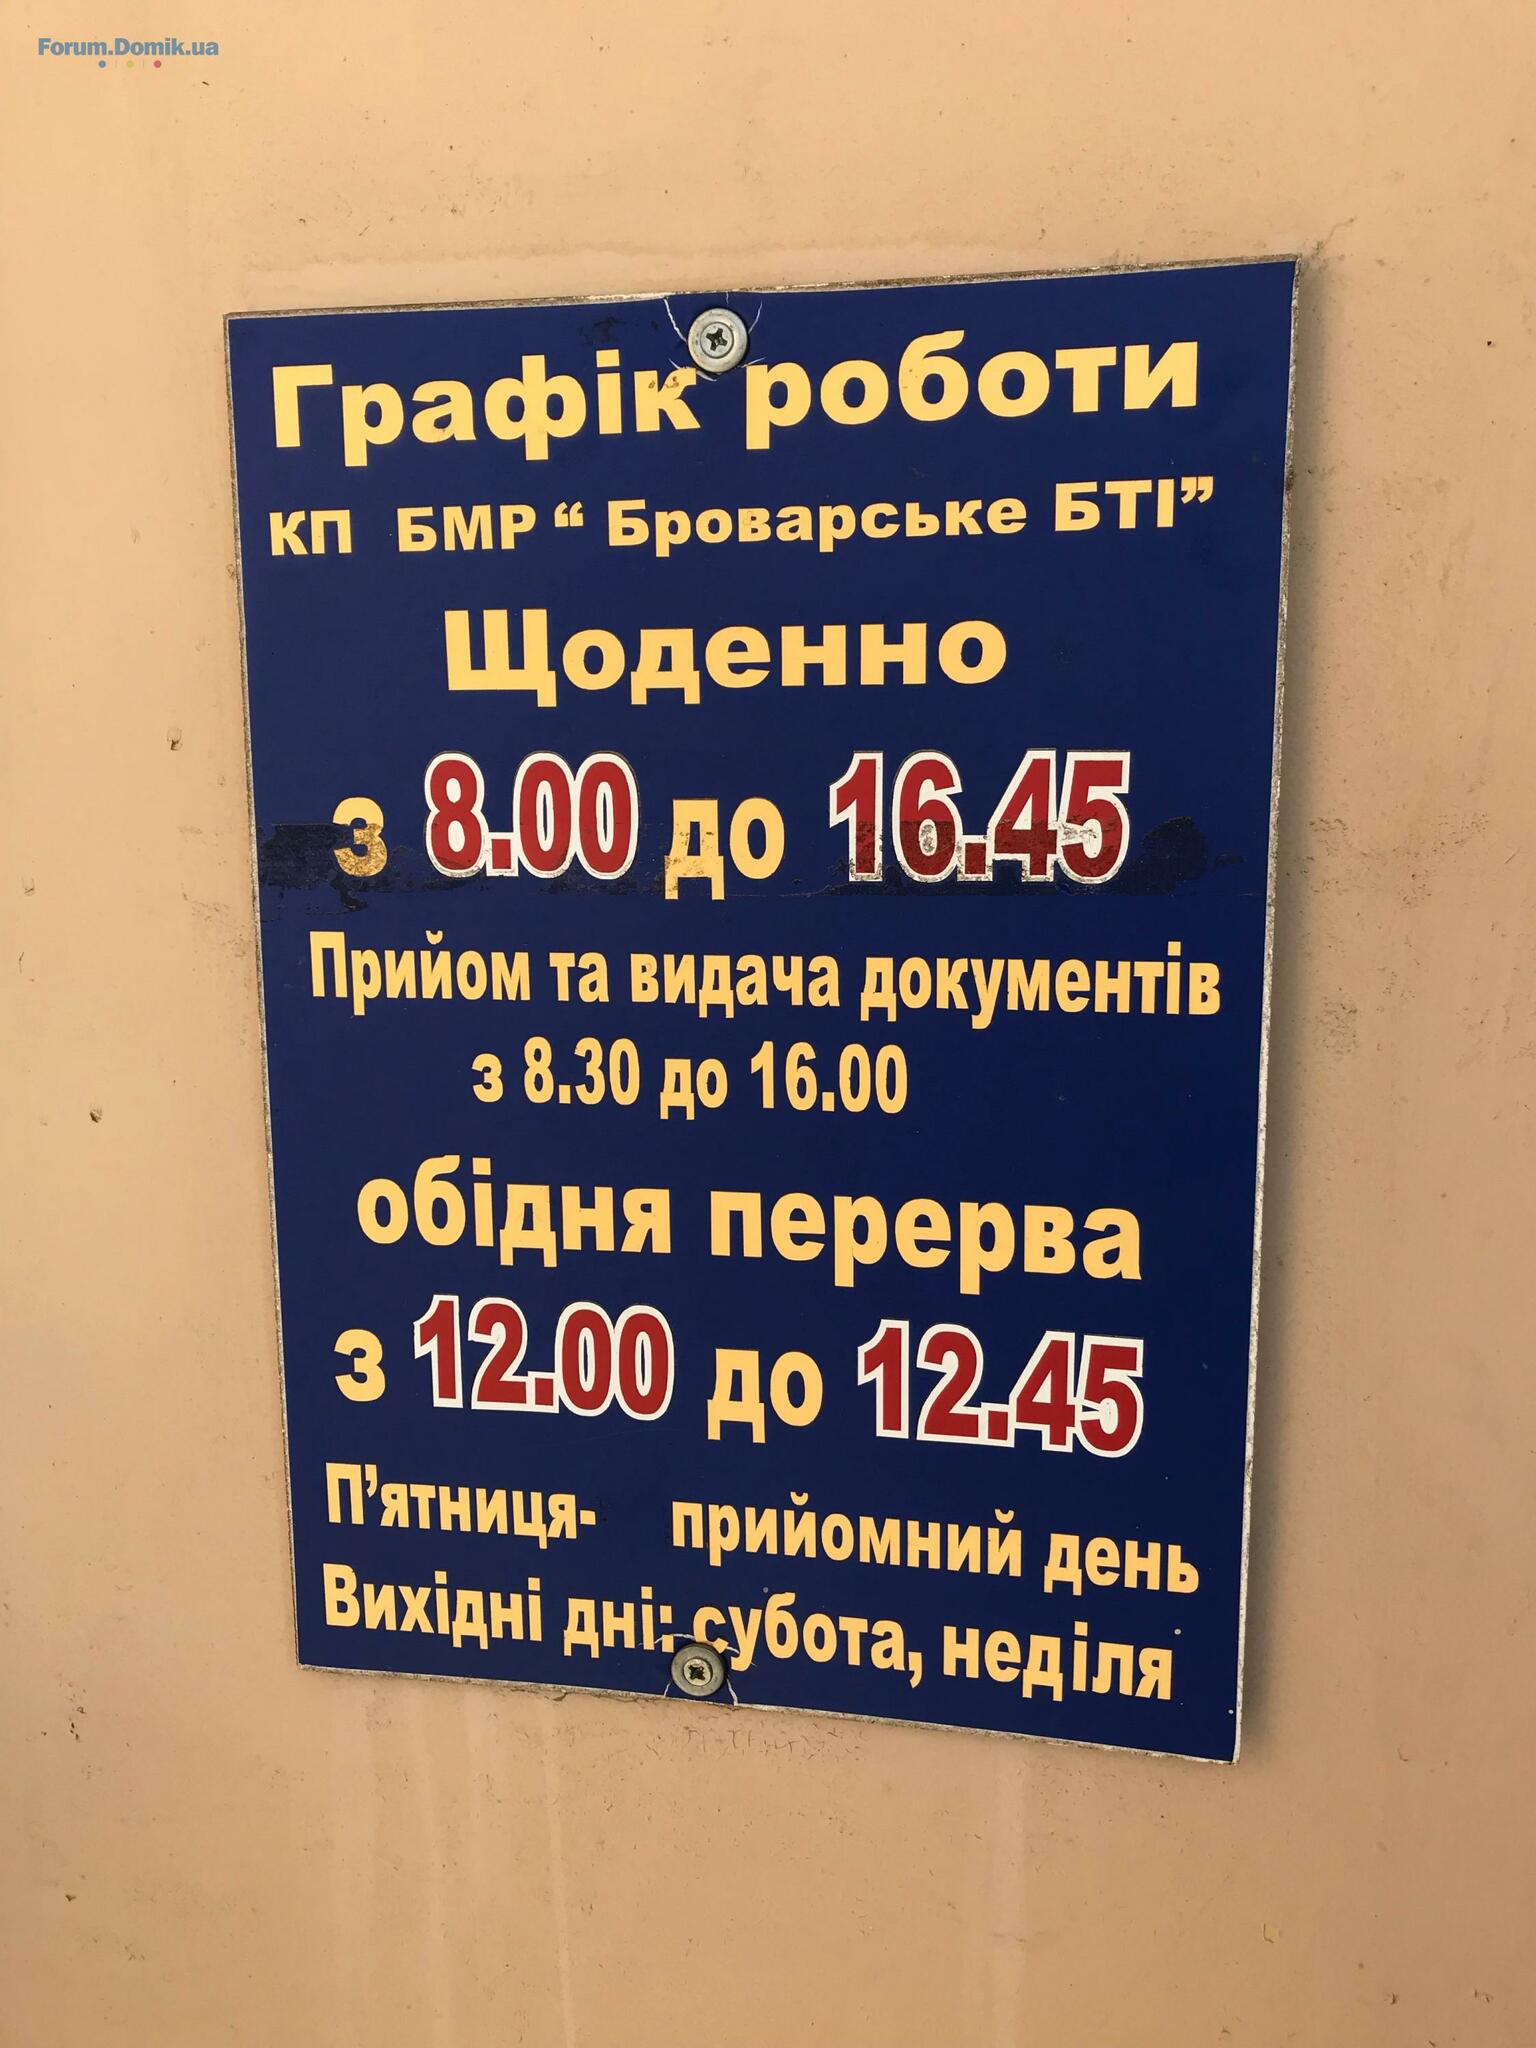 Forum.Domik.ua
Графік роботи
КП БМР “ Броварське БТІ”
Щоденно
з 8.00 до 16.45
Прийом та видача документів
з 8.30 до 16.00
обідня перерва
з 12.00 до 12.45
П’ятниця- прийомний день
Вихідні дні: субота, неділя